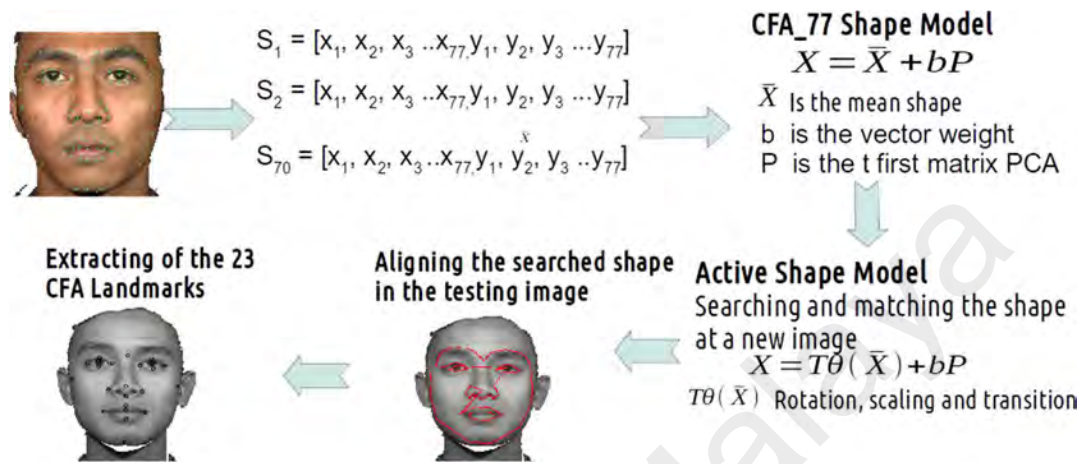 S₁ = [x₁, x₂, x₃ ..x₇₇, y₁, y₂, y₃ ...y₇₇]
S₂ = [x₁, x₂, x₃ ..x₇₇, y₁, y₂, y₃ ...y₇₇]
X̄
S₇₀ = [x₁, x₂, x₃..x₇₇, y₁, y₂, y₃ ..y₇₇]
CFA_77 Shape Model
X = X̄ + bP
X̄ Is the mean shape
b is the vector weight
P is the t first matrix PCA
Active Shape Model
Searching and matching the shape
at a new image
X = Tθ( X̄ )+bP
Tθ( X̄ ) Rotation, scaling and transition
Aligning the searched shape
in the testing image
Extracting of the 23
CFA Landmarks
alaya